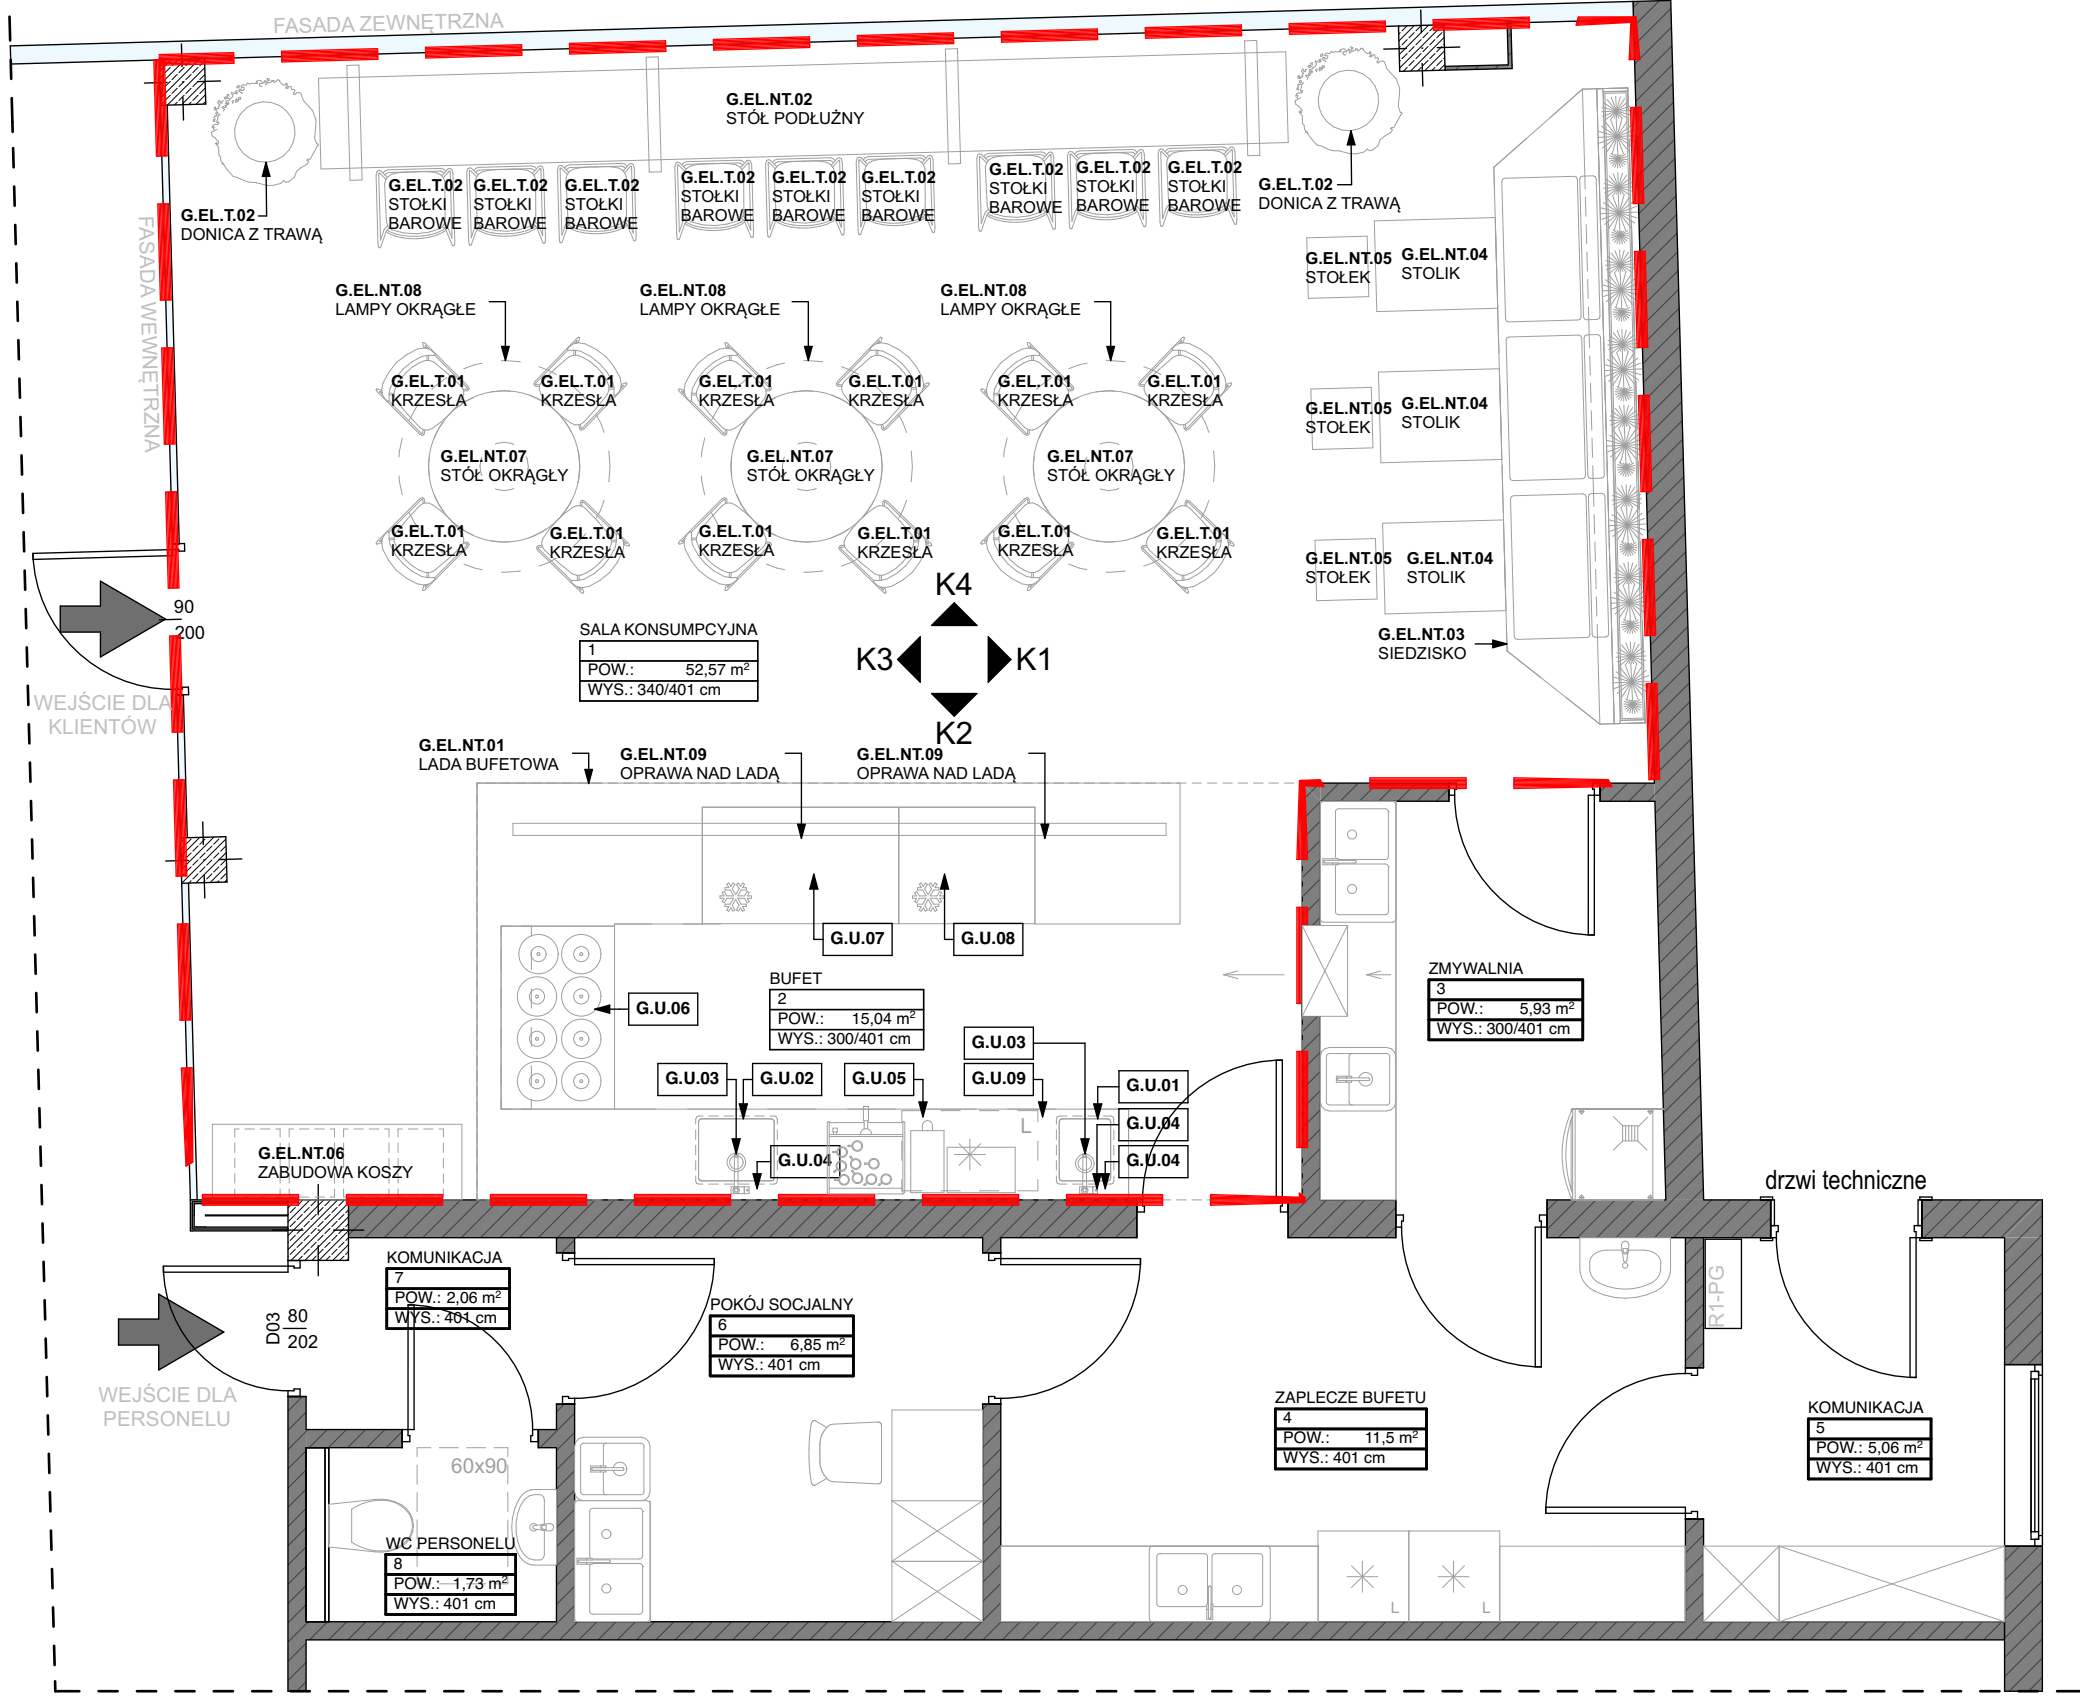 FASADA ZEWNĘTRZNA
G.EL.NT.02
STÓŁ PODŁUŻNY
G.EL.T.02
STOŁKI
BAROWE
G.EL.T.02
STOŁKI
BAROWE
G.EL.T.02
STOŁKI
BAROWE
G.EL.T.02
STOŁKI
BAROWE
G.EL.T.02
STOŁKI
BAROWE
G.EL.T.02
STOŁKI
BAROWE
G.EL.T.02
STOŁKI
BAROWE
G.EL.T.02
STOŁKI
BAROWE
G.EL.T.02
STOŁKI
BAROWE
G.EL.T.02
DONICA Z TRAWĄ
G.EL.T.02
DONICA Z TRAWĄ
FASADA WEWNĘTRZNA
G.EL.NT.05
STOŁEK
G.EL.NT.04
STOLIK
G.EL.NT.08
LAMPY OKRĄGŁE
G.EL.NT.08
LAMPY OKRĄGŁE
G.EL.NT.08
LAMPY OKRĄGŁE
G.EL.T.01
KRZESŁA
G.EL.T.01
KRZESŁA
G.EL.T.01
KRZESŁA
G.EL.T.01
KRZESŁA
G.EL.T.01
KRZESŁA
G.EL.T.01
KRZESŁA
G.EL.NT.05
STOŁEK
G.EL.NT.04
STOLIK
G.EL.NT.07
STÓŁ OKRĄGŁY
G.EL.NT.07
STÓŁ OKRĄGŁY
G.EL.NT.07
STÓŁ OKRĄGŁY
G.EL.T.01
KRZESŁA
G.EL.T.01
KRZESŁA
G.EL.T.01
KRZESŁA
G.EL.T.01
KRZESŁA
G.EL.T.01
KRZESŁA
G.EL.T.01
KRZESŁA
G.EL.NT.05
STOŁEK
G.EL.NT.04
STOLIK
90
200
WEJŚCIE DLA
KLIENTÓW
SALA KONSUMPCYJNA
1
POW.: 52,57 m²
WYS.: 340/401 cm
K4
K3
K1
K2
G.EL.NT.03
SIEDZISKO
G.EL.NT.01
LADA BUFETOWA
G.EL.NT.09
OPRAWA NAD LADĄ
G.EL.NT.09
OPRAWA NAD LADĄ
G.U.07
G.U.08
G.U.06
BUFET
2
POW.: 15,04 m²
WYS.: 300/401 cm
ZMYWALNIA
3
POW.: 5,93 m²
WYS.: 300/401 cm
G.U.03
G.U.03
G.U.02
G.U.05
G.U.09
G.U.01
G.U.04
G.U.04
G.U.04
L
G.EL.NT.06
ZABUDOWA KOSZY
drzwi techniczne
KOMUNIKACJA
7
POW.: 2,06 m²
WYS.: 401 cm
D03
80
202
WEJŚCIE DLA
PERSONELU
POKÓJ SOCJALNY
6
POW.: 6,85 m²
WYS.: 401 cm
R1-PG
ZAPLECZE BUFETU
4
POW.: 11,5 m²
WYS.: 401 cm
KOMUNIKACJA
5
POW.: 5,06 m²
WYS.: 401 cm
60x90
WC PERSONELU
8
POW.: 1,73 m²
WYS.: 401 cm
L
L